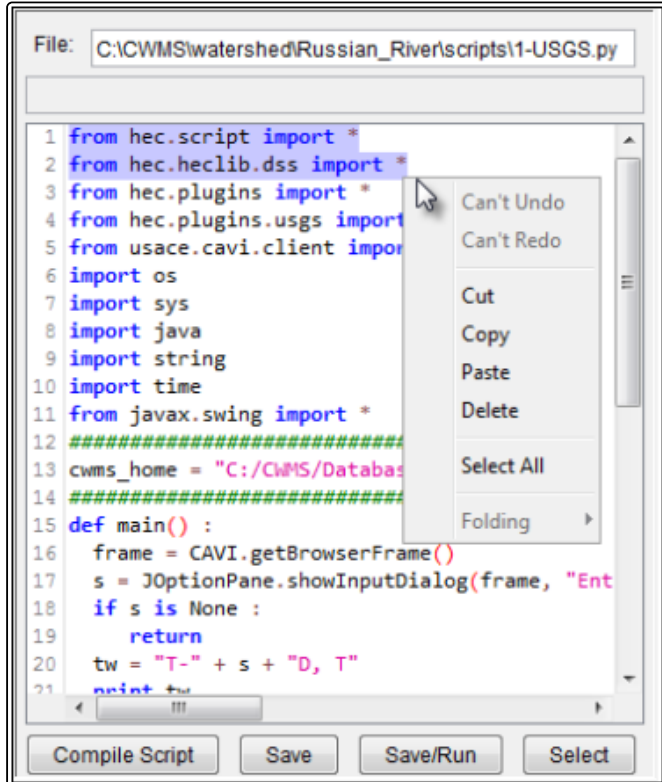 File: C:\CWMS\watershed\Russian_River\scripts\1-USGS.py
1 from hec.script import *
2 from hec.heclib.dss import *
3 from hec.plugins import *
4 from hec.plugins.usgs import
5 from usace.cavi.client impor
6 import os
7 import sys
8 import java
9 import string
10 import time
11 from javax.swing import *
12 ###########################
13 cwms_home = "C:/CWMS/Databas
14 ###########################
15 def main() :
16 frame = CAVI.getBrowserFrame()
17 s = JOptionPane.showInputDialog(frame, "Ent
18 if s is None :
19 return
20 tw = "T-" + s + "D, T"
21 print tw
Can't Undo
Can't Redo
Cut
Copy
Paste
Delete
Select All
Folding
Compile Script Save Save/Run Select